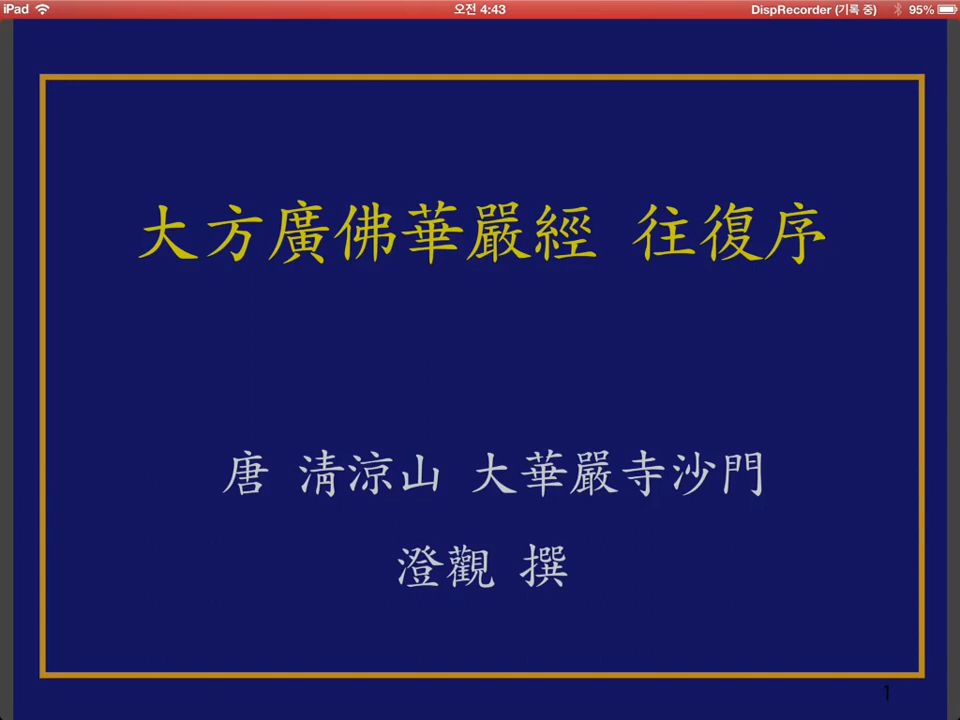 iPad 오전 4:43 DispRecorder (기록 중) 95%
大方廣佛華嚴經 往復序
唐 淸涼山 大華嚴寺沙門
澄觀 撰
1